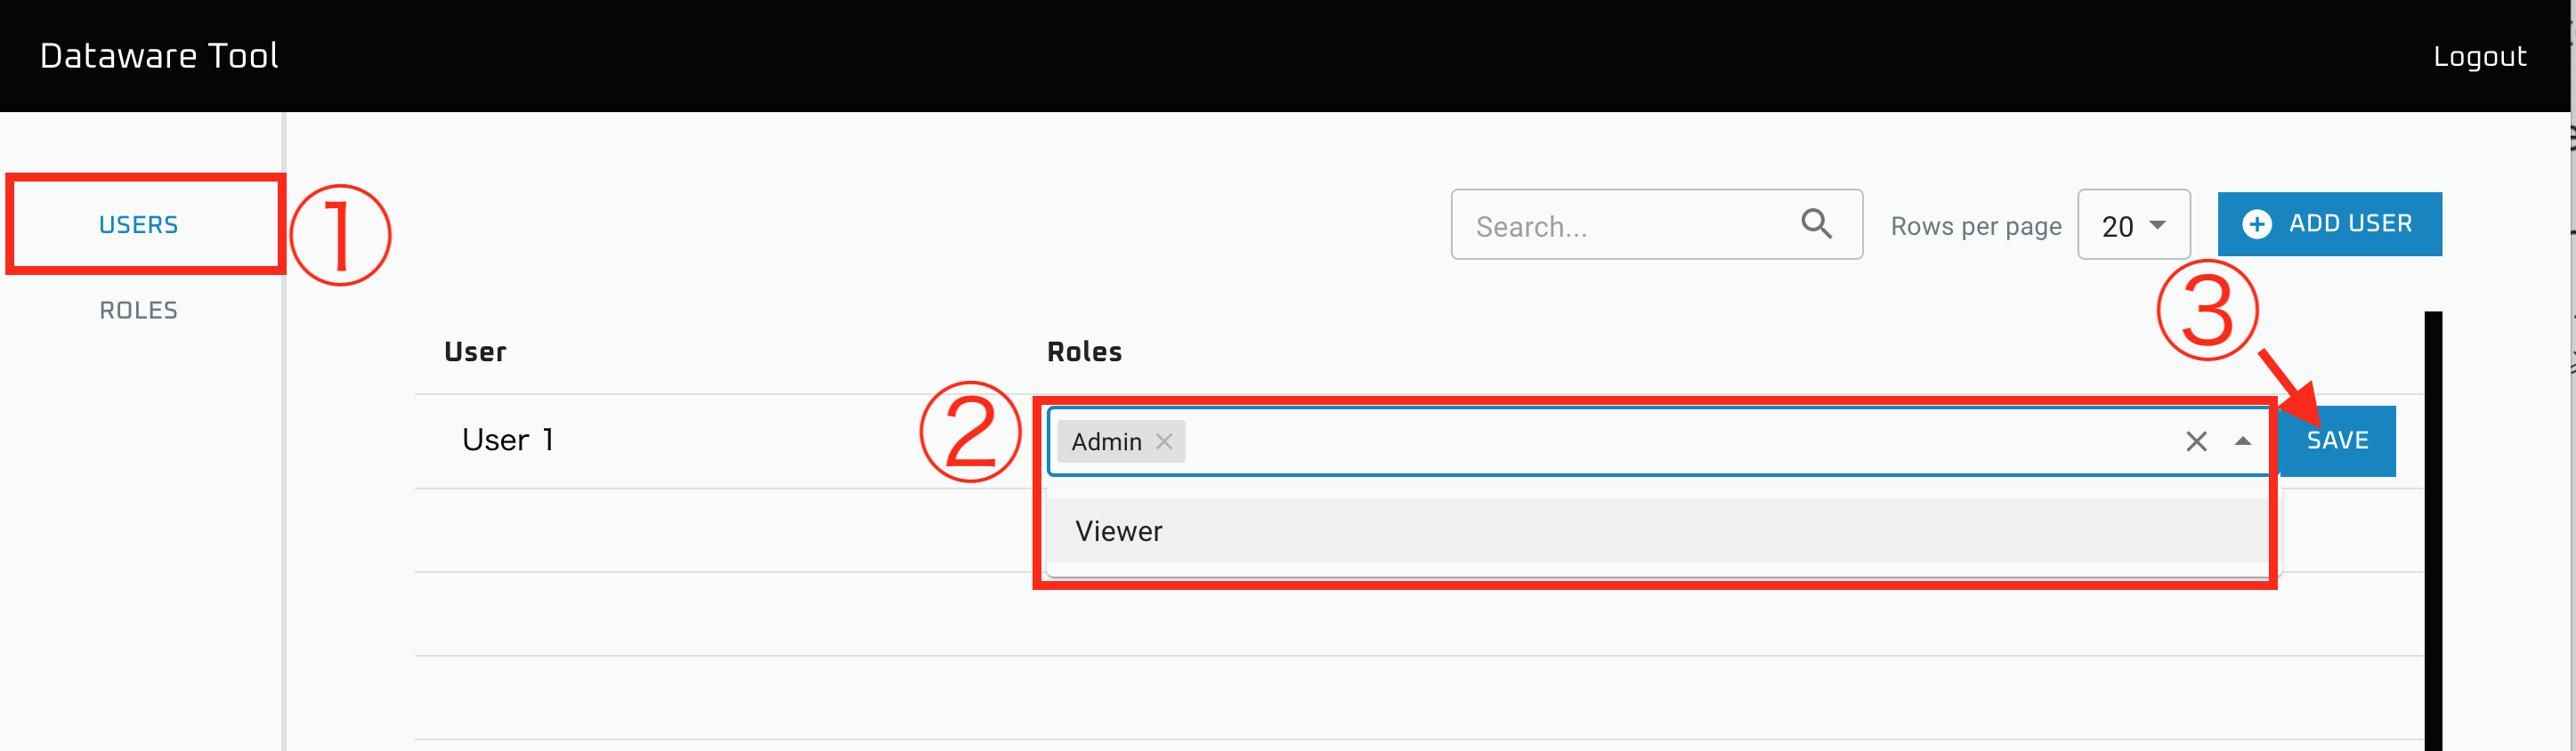 Dataware Tool
Logout
USERS
①
ROLES
Search...
Rows per page
20
ADD USER
③
User
Roles
②
User 1
Admin
SAVE
Viewer